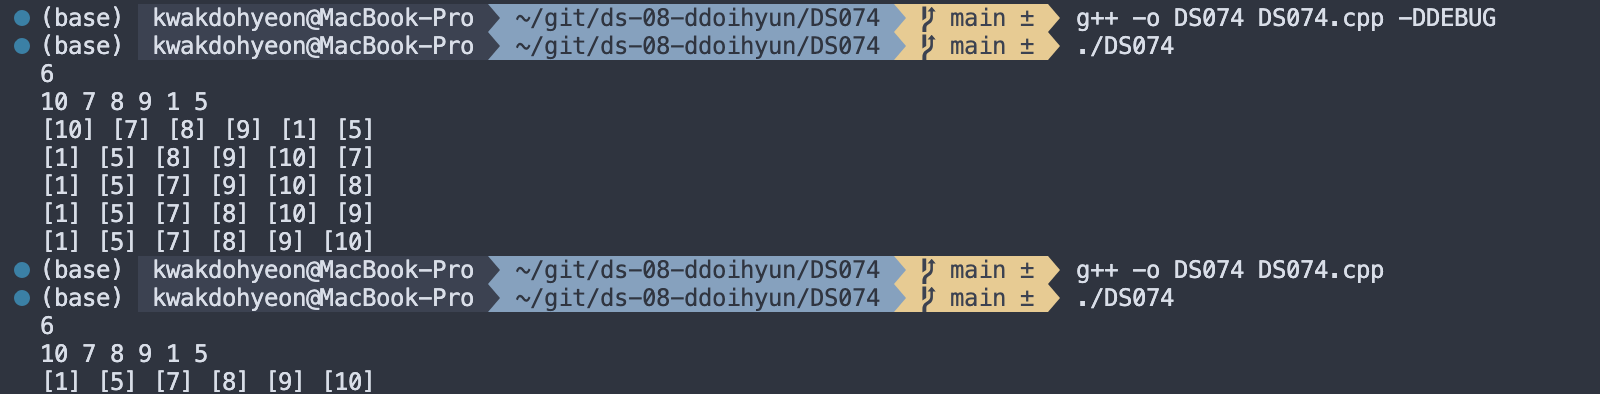 (base) kwakdohyeon@MacBook-Pro ~/git/ds-08-ddoihyun/DS074 main ± g++ -o DS074 DS074.cpp -DDEBUG
(base) kwakdohyeon@MacBook-Pro ~/git/ds-08-ddoihyun/DS074 main ± ./DS074
6
10 7 8 9 1 5
[10] [7] [8] [9] [1] [5]
[1] [5] [8] [9] [10] [7]
[1] [5] [7] [9] [10] [8]
[1] [5] [7] [8] [10] [9]
[1] [5] [7] [8] [9] [10]
(base) kwakdohyeon@MacBook-Pro ~/git/ds-08-ddoihyun/DS074 main ± g++ -o DS074 DS074.cpp
(base) kwakdohyeon@MacBook-Pro ~/git/ds-08-ddoihyun/DS074 main ± ./DS074
6
10 7 8 9 1 5
[1] [5] [7] [8] [9] [10]